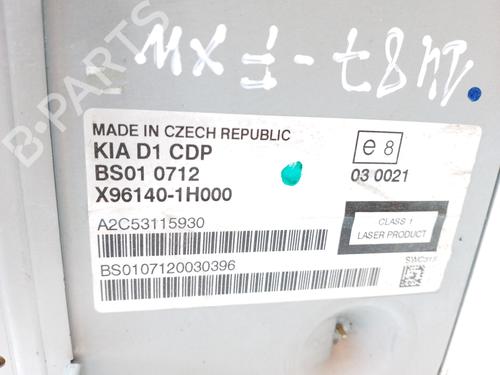 B-PARTS
MADE IN CZECH REPUBLIC
KIA D1 CDP
BS01 0712
X96140-1H000
e 8
03 0021
A2C53115930
CLASS 1
LASER PRODUCT
BS0107120030396